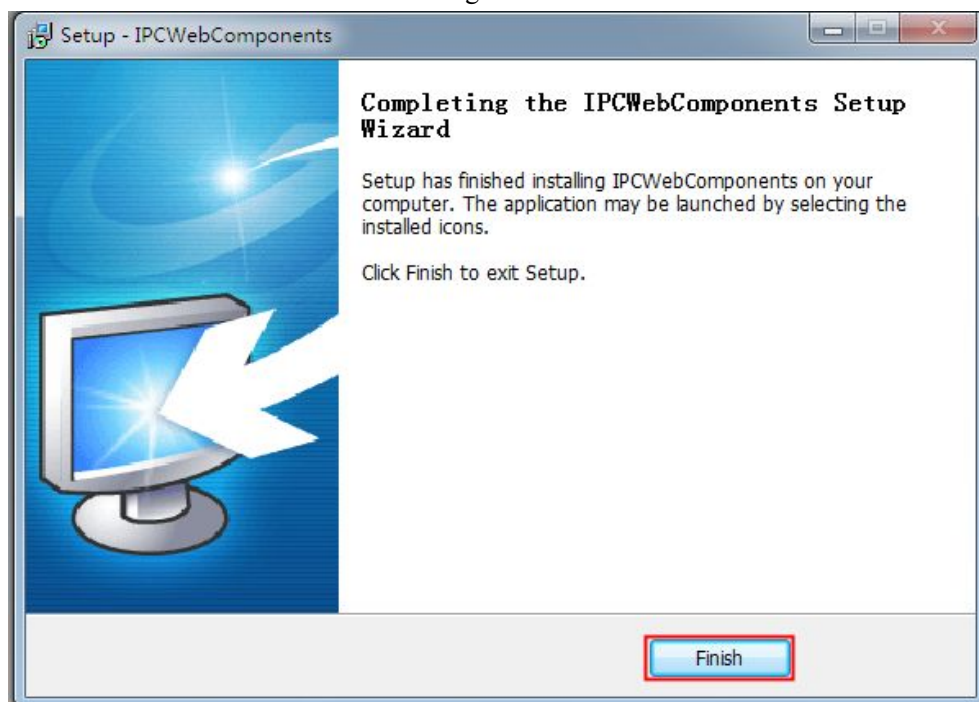 Setup - IPCWebComponents
Completing the IPCWebComponents Setup
Wizard
Setup has finished installing IPCWebComponents on your
computer. The application may be launched by selecting the
installed icons.
Click Finish to exit Setup.
Finish